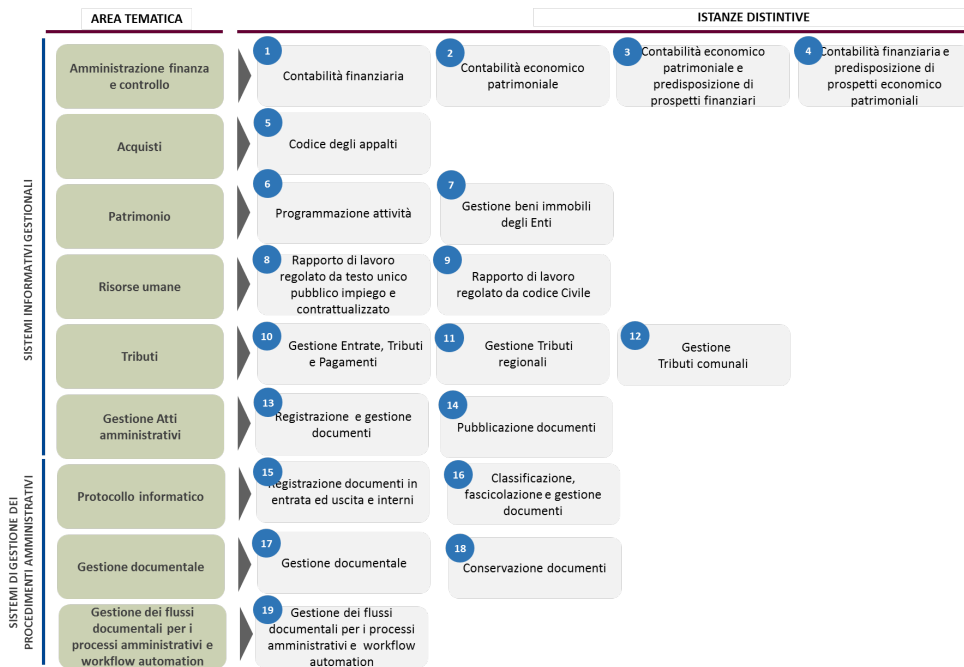 AREA TEMATICA
ISTANZE DISTINTIVE
SISTEMI INFORMATIVI GESTIONALI
Amministrazione finanza
e controllo
1
Contabilità finanziaria
2
Contabilità economico
patrimoniale
3
Contabilità economico
patrimoniale e
predisposizione di
prospetti finanziari
4
Contabilità finanziaria e
predisposizione di
prospetti economico
patrimoniali
Acquisti
5
Codice degli appalti
Patrimonio
6
Programmazione attività
7
Gestione beni immobili
degli Enti
Risorse umane
8
Rapporto di lavoro
regolato da testo unico
pubblico impiego e
contrattualizzato
9
Rapporto di lavoro
regolato da codice Civile
Tributi
10
Gestione Entrate, Tributi
e Pagamenti
11
Gestione Tributi
regionali
12
Gestione
Tributi comunali
Gestione Atti
amministrativi
13
Registrazione e gestione
documenti
14
Pubblicazione documenti
SISTEMI DI GESTIONE DEI
PROCEDIMENTI AMMINISTRATIVI
Protocollo informatico
15
Registrazione documenti in
entrata ed uscita e interni
16
Classificazione,
fascicolazione e gestione
documenti
Gestione documentale
17
Gestione documentale
18
Conservazione documenti
Gestione dei flussi
documentali per i
processi amministrativi e
workflow automation
19
Gestione dei flussi
documentali per i processi
amministrativi e workflow
automation